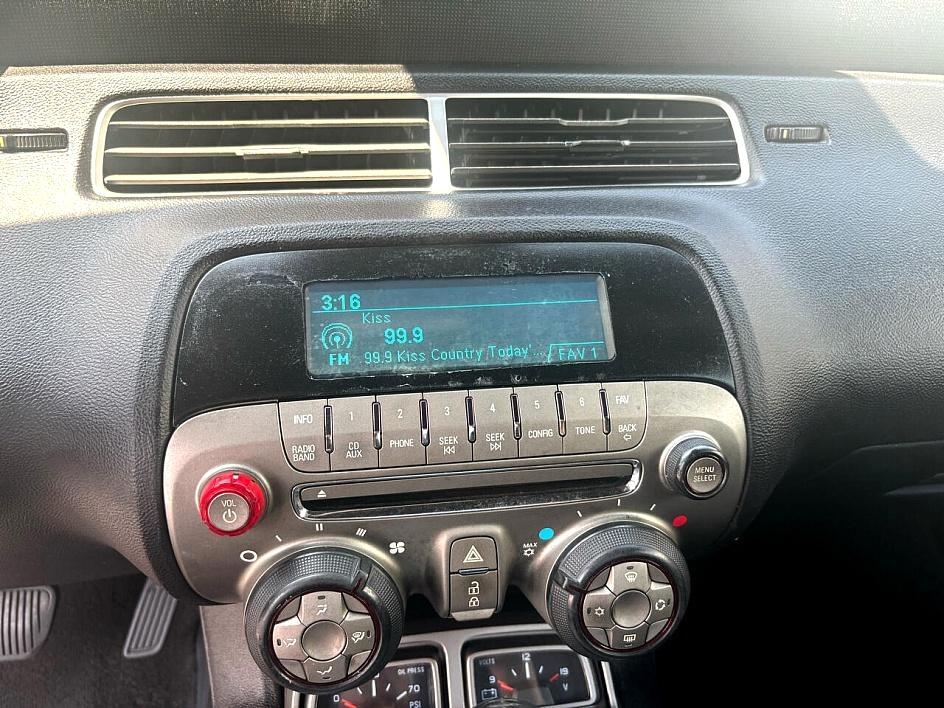 3:16
Kiss
99.9
FM 99.9 Kiss Country Today'... FAV 1
INFO 1 2 3 4 5 6 FAV
RADIO BAND CD AUX PHONE SEEK SEEK CONFIG TONE BACK
MENU SELECT
VOL
MAX
OIL PRESS
0 70
PSI
VOLTS
9 12 19
V